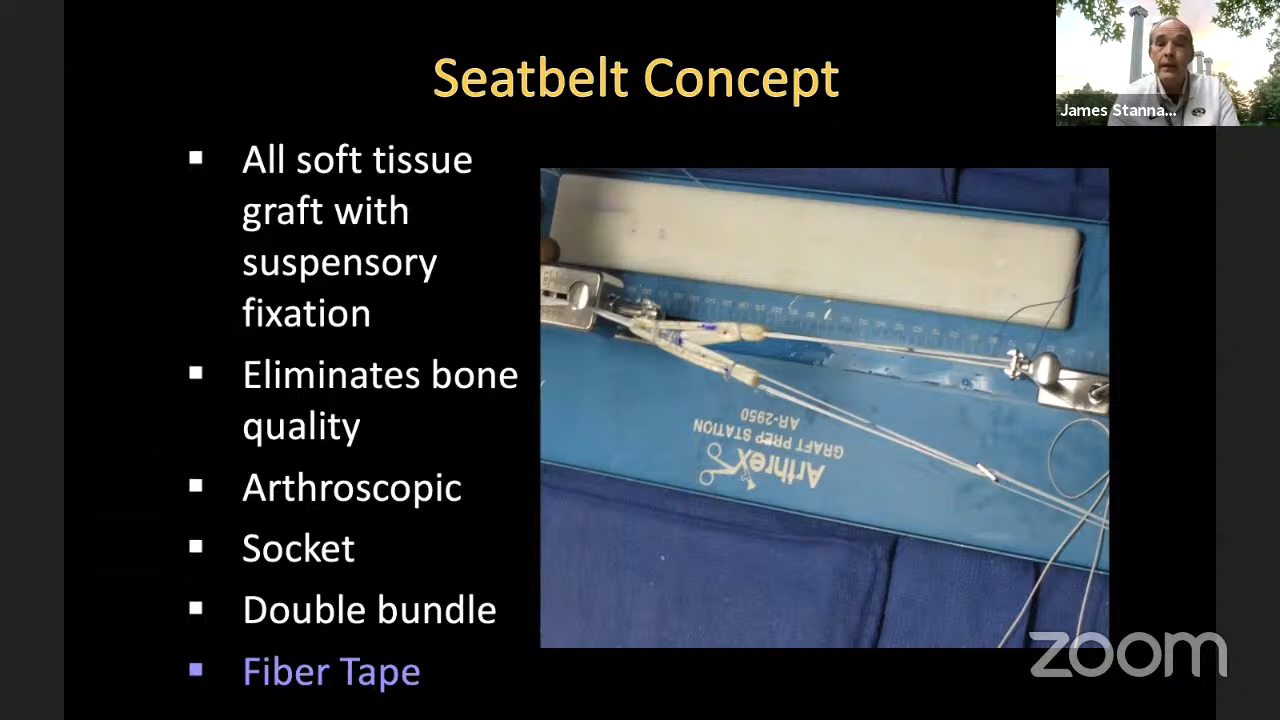 Seatbelt Concept
James Stanna...
All soft tissue
graft with
suspensory
fixation
Eliminates bone
quality
Arthroscopic
Socket
Double bundle
Fiber Tape
Arthrex
GRAFT PREP STATION
AR-2950
zoom